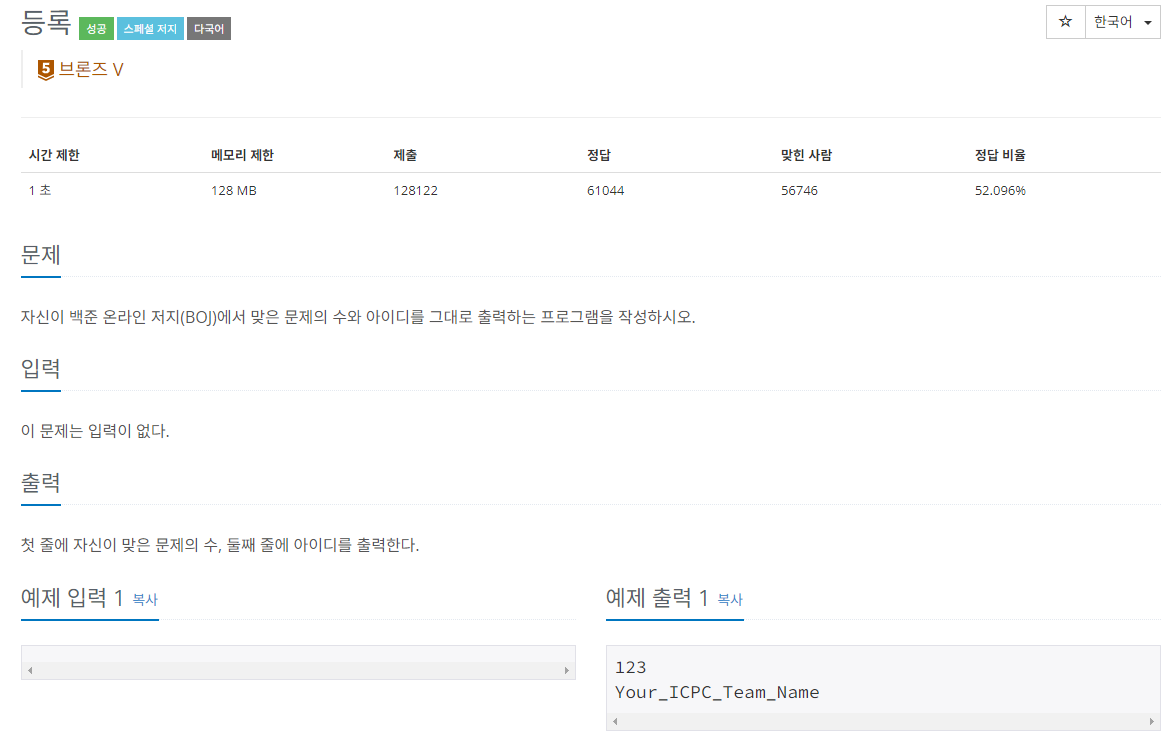 등록 성공 스페셜 저지 다국어 ☆ 한국어
5 브론즈 V
시간 제한 메모리 제한 제출 정답 맞힌 사람 정답 비율
1 초 128 MB 128122 61044 56746 52.096%
문제
자신이 백준 온라인 저지(BOJ)에서 맞은 문제의 수와 아이디를 그대로 출력하는 프로그램을 작성하시오.
입력
이 문제는 입력이 없다.
출력
첫 줄에 자신이 맞은 문제의 수, 둘째 줄에 아이디를 출력한다.
예제 입력 1 복사
예제 출력 1 복사
123
Your_ICPC_Team_Name